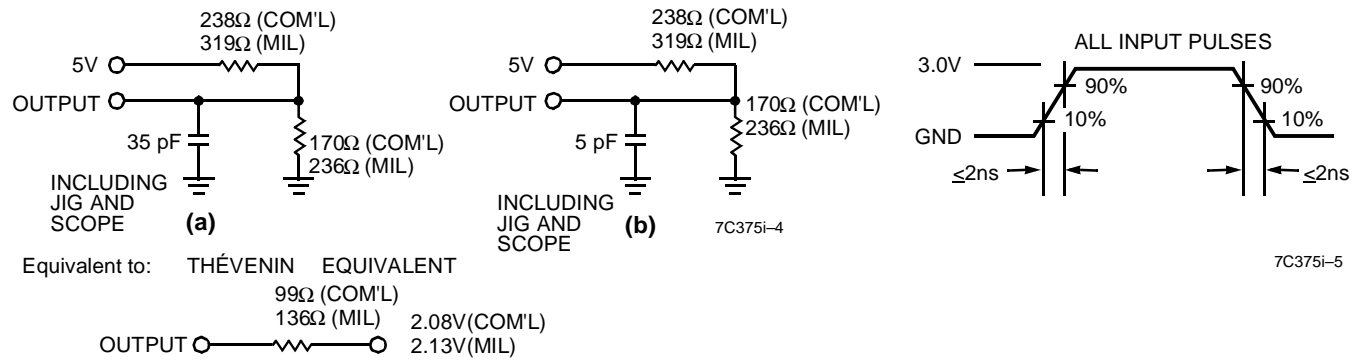 238Ω (COM'L)
319Ω (MIL)
5V
OUTPUT
35 pF
170Ω (COM'L)
236Ω (MIL)
INCLUDING
JIG AND
SCOPE
(a)
238Ω (COM'L)
319Ω (MIL)
5V
OUTPUT
5 pF
170Ω (COM'L)
236Ω (MIL)
INCLUDING
JIG AND
SCOPE
(b)
7C375i–4
ALL INPUT PULSES
3.0V
90%
10%
GND
≤2ns
90%
10%
≤2ns
7C375i–5
Equivalent to: THÉVENIN EQUIVALENT
99Ω (COM'L)
136Ω (MIL)
OUTPUT
2.08V(COM'L)
2.13V(MIL)